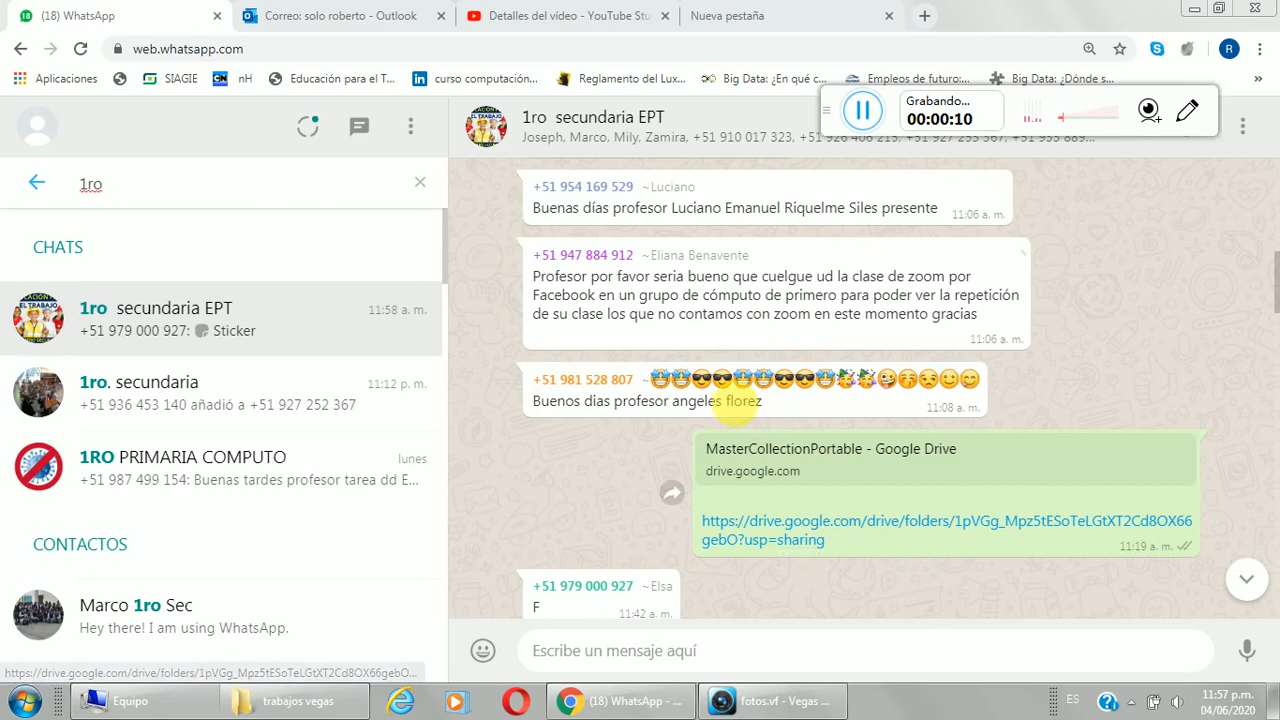 (18) WhatsApp
Correo: solo roberto - Outlook
Detalles del vídeo - YouTube Stu
Nueva pestaña
web.whatsapp.com
R
Aplicaciones
SIAGIE
nH
Educación para el T...
curso computación...
Reglamento del Lux...
Big Data: ¿En qué c...
Empleos de futuro:...
Big Data: ¿Dónde s...
»
Grabando...
00:00:10
1ro secundaria EPT
Joseph, Marco, Mily, Zamira, +51 910 017 323, +51 926 406 215, +51 927 255 367, +51 935 889...
1ro
CHATS
1ro secundaria EPT
11:58 a. m.
+51 979 000 927: Sticker
1ro. secundaria
11:12 p. m.
+51 936 453 140 añadió a +51 927 252 367
1RO PRIMARIA COMPUTO
lunes
+51 987 499 154: Buenas tardes profesor tarea dd E...
CONTACTOS
Marco 1ro Sec
Hey there! I am using WhatsApp.
https://drive.google.com/drive/folders/1pVGg_Mpz5tESoTeLGtXT2Cd8OX66gebO...
+51 954 169 529 ~Luciano
Buenas días profesor Luciano Emanuel Riquelme Siles presente
11:06 a. m.
+51 947 884 912 ~Eliana Benavente
Profesor por favor seria bueno que cuelgue ud la clase de zoom por
Facebook en un grupo de cómputo de primero para poder ver la repetición
de su clase los que no contamos con zoom en este momento gracias
11:06 a. m.
+51 981 528 807 ~🤩🤩😎😎🤩🤩😎😎🤩🥳🥳🤪😚😒☺😋
Buenos dias profesor angeles florez
11:08 a. m.
MasterCollectionPortable - Google Drive
drive.google.com
https://drive.google.com/drive/folders/1pVGg_Mpz5tESoTeLGtXT2Cd8OX66
gebO?usp=sharing
11:19 a. m.
+51 979 000 927 ~Elsa
F
11:42 a. m.
Escribe un mensaje aquí
Equipo
trabajos vegas
(18) WhatsApp - ...
fotos.vf - Vegas ...
ES
11:57 p.m.
04/06/2020